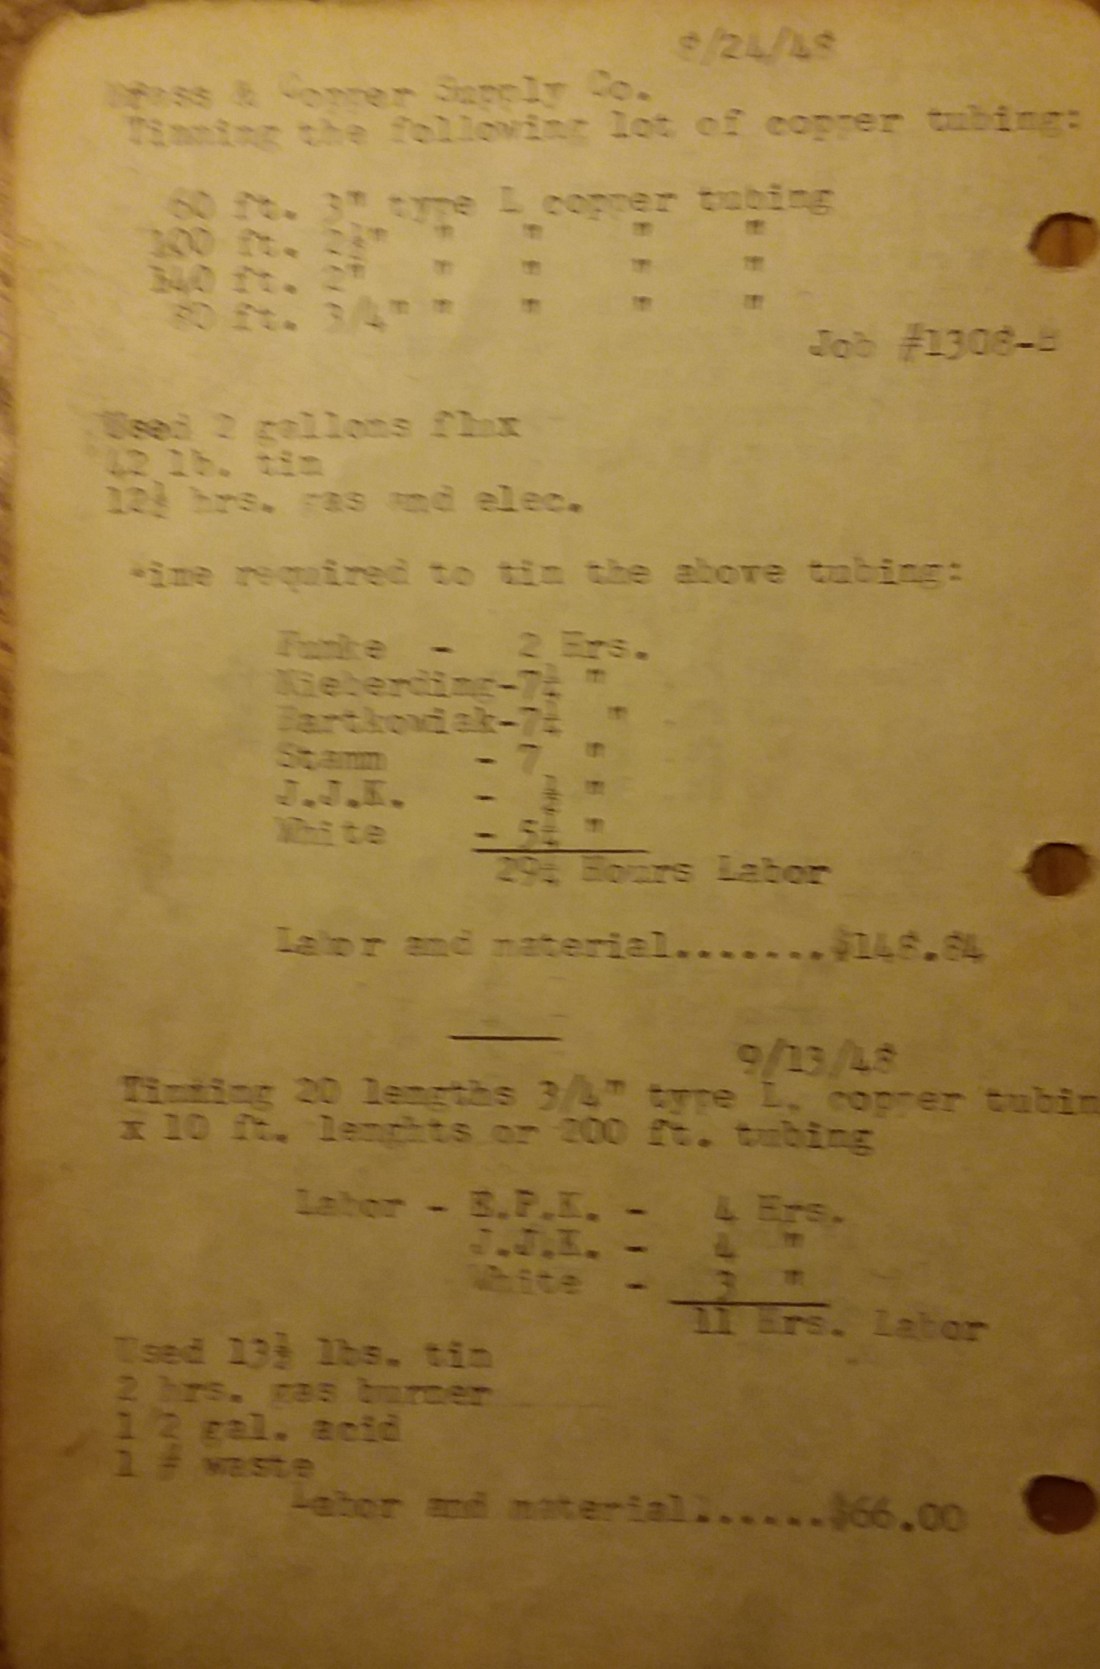 8/24/48
Brass & Copper Supply Co.
Tinning the following lot of copper tubing:
60 ft. 3" type L copper tubing
100 ft. 2½" " " " "
140 ft. 2" " " " "
80 ft. 3/4" " " " "
Job #1308-B
Used 2 gallons flux
42 lb. tin
12½ hrs. gas and elec.
Time required to tin the above tubing:
Funke - 2 Hrs.
Nieberding-7¼ "
Bartkowiak-7¼ "
Stamm - 7 "
J.J.K. - ½ "
White - 5¼ "
29¼ Hours Labor
Labor and material.......$148.84
9/13/48
Tinning 20 lengths 3/4" type L. copper tubin
x 10 ft. lenghts or 200 ft. tubing
Labor - E.P.K. - 4 Hrs.
J.J.K. - 4 "
White - 3 "
11 Hrs. Labor
Used 13½ lbs. tin
2 hrs. gas burner
1 2 gal. acid
1 # waste
Labor and material.......$66.00